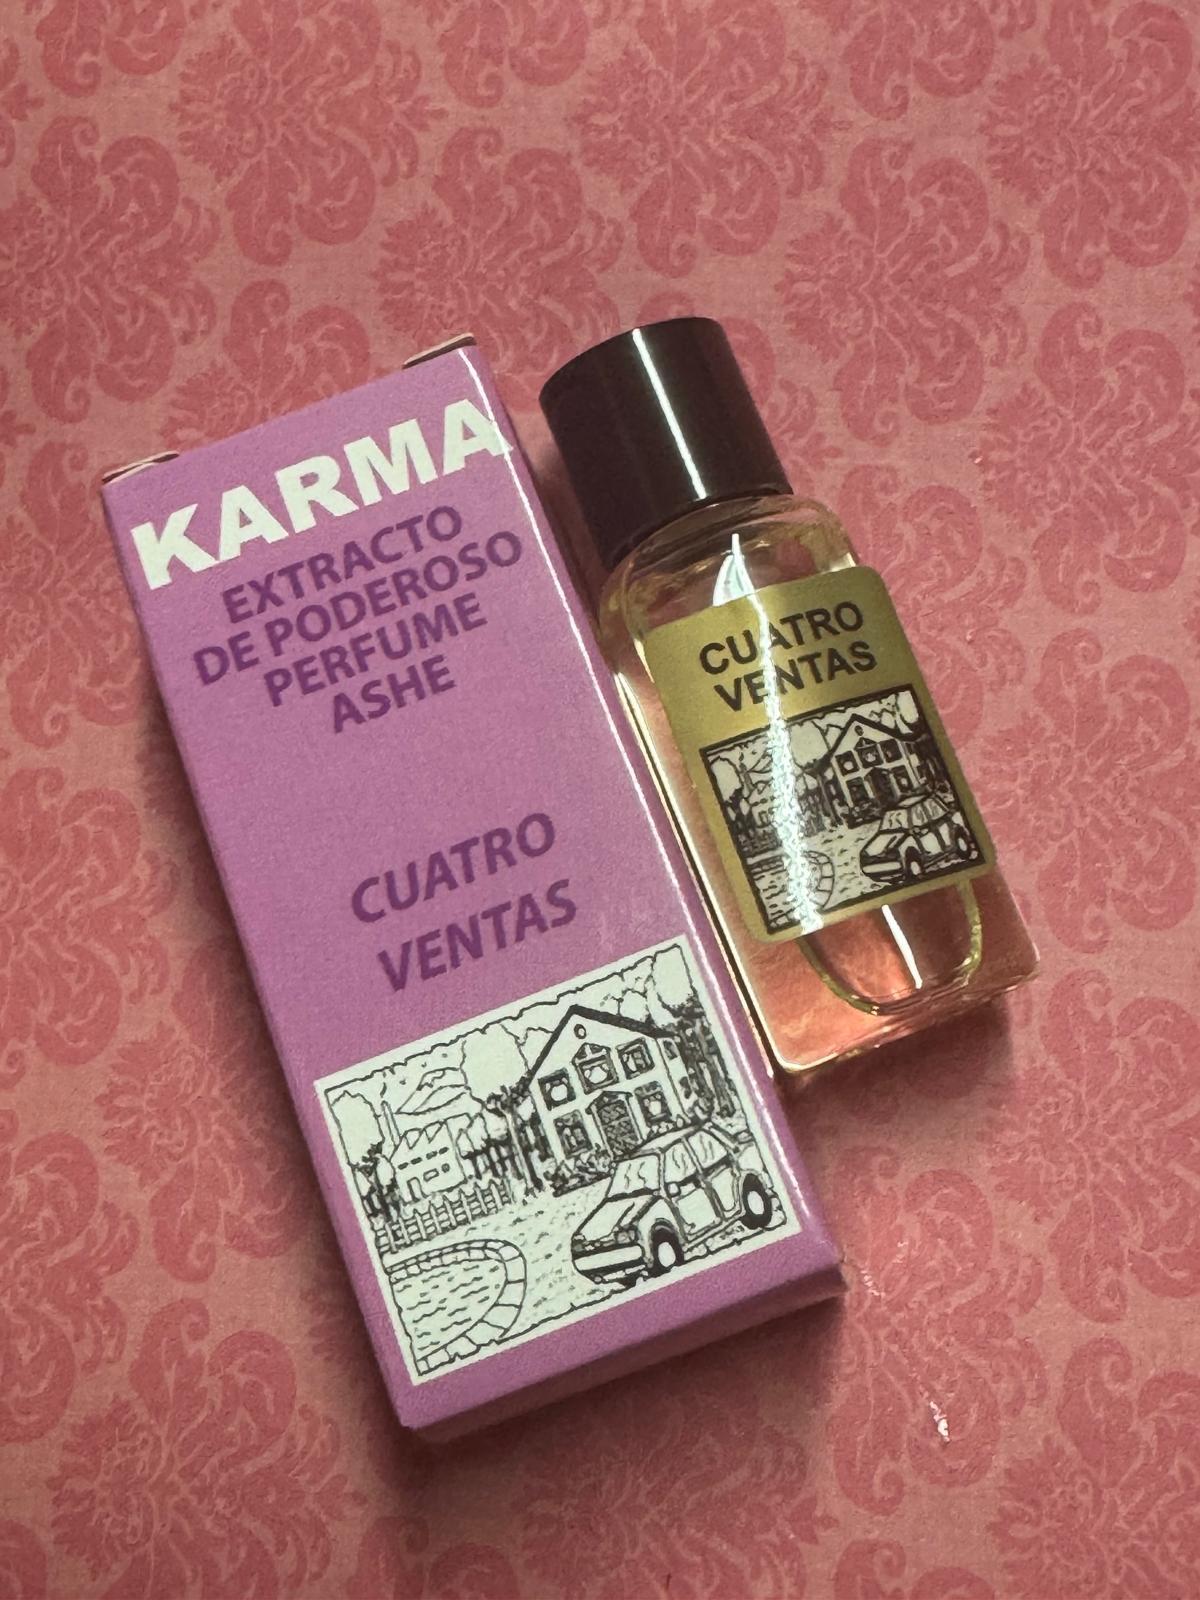 KARMA
EXTRACTO
DE PODEROSO
PERFUME
ASHE
CUATRO
VENTAS
CUATRO
VENTAS